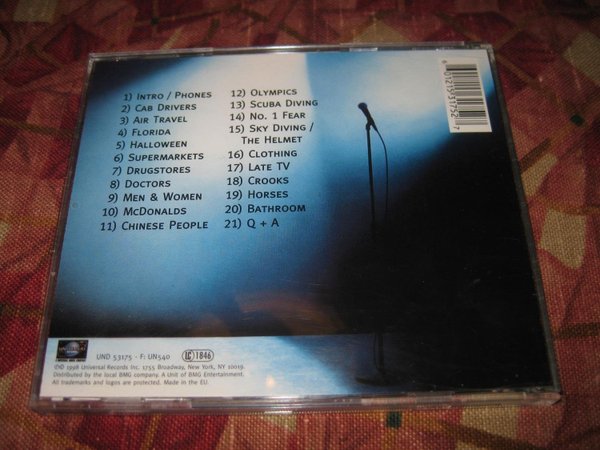 1) Intro / Phones
2) Cab Drivers
3) Air Travel
4) Florida
5) Halloween
6) Supermarkets
7) Drugstores
8) Doctors
9) Men & Women
10) McDonalds
11) Chinese People
12) Olympics
13) Scuba Diving
14) No. 1 Fear
15) Sky Diving /
The Helmet
16) Clothing
17) Late TV
18) Crooks
19) Horses
20) Bathroom
21) Q + A
UND 53175 - F: UN540
LC 1846
℗© 1998 Universal Records Inc. 1755 Broadway, New York, NY 10019.
Distributed by the local BMG company. A Unit of BMG Entertainment.
All trademarks and logos are protected. Made in the EU.